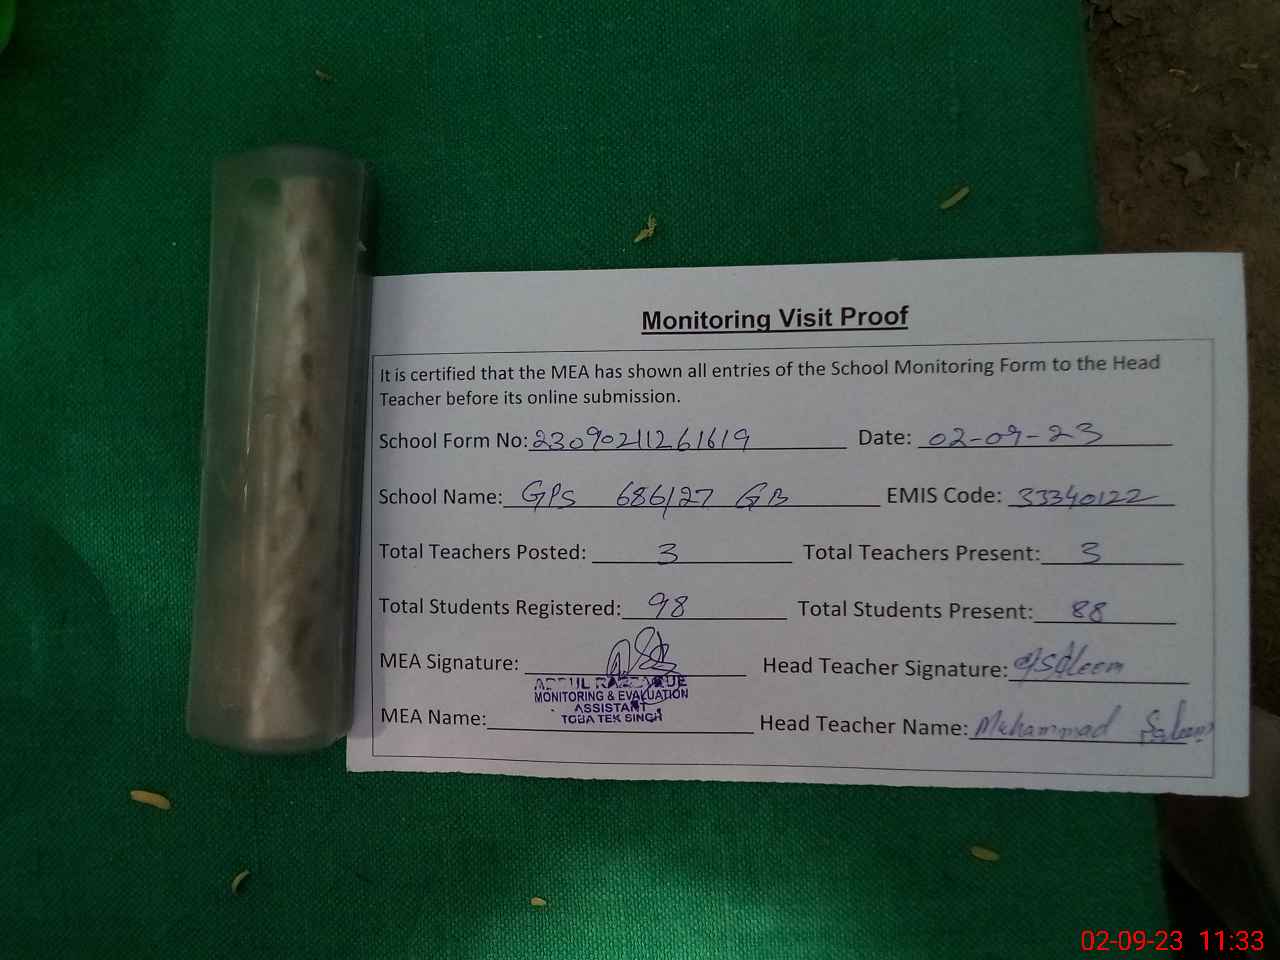 Monitoring Visit Proof
It is certified that the MEA has shown all entries of the School Monitoring Form to the Head
Teacher before its online submission.
School Form No: 23090211261619 Date: 02-09-23
School Name: GPS 686/27 GB EMIS Code: 33340122
Total Teachers Posted: 3 Total Teachers Present: 3
Total Students Registered: 98 Total Students Present: 88
MEA Signature: Head Teacher Signature:
ABDUL RAZZAQUE
MONITORING & EVALUATION
ASSISTANT
TOBA TEK SINGH
MEA Name: Head Teacher Name: Muhammad Saleem
02-09-23 11:33